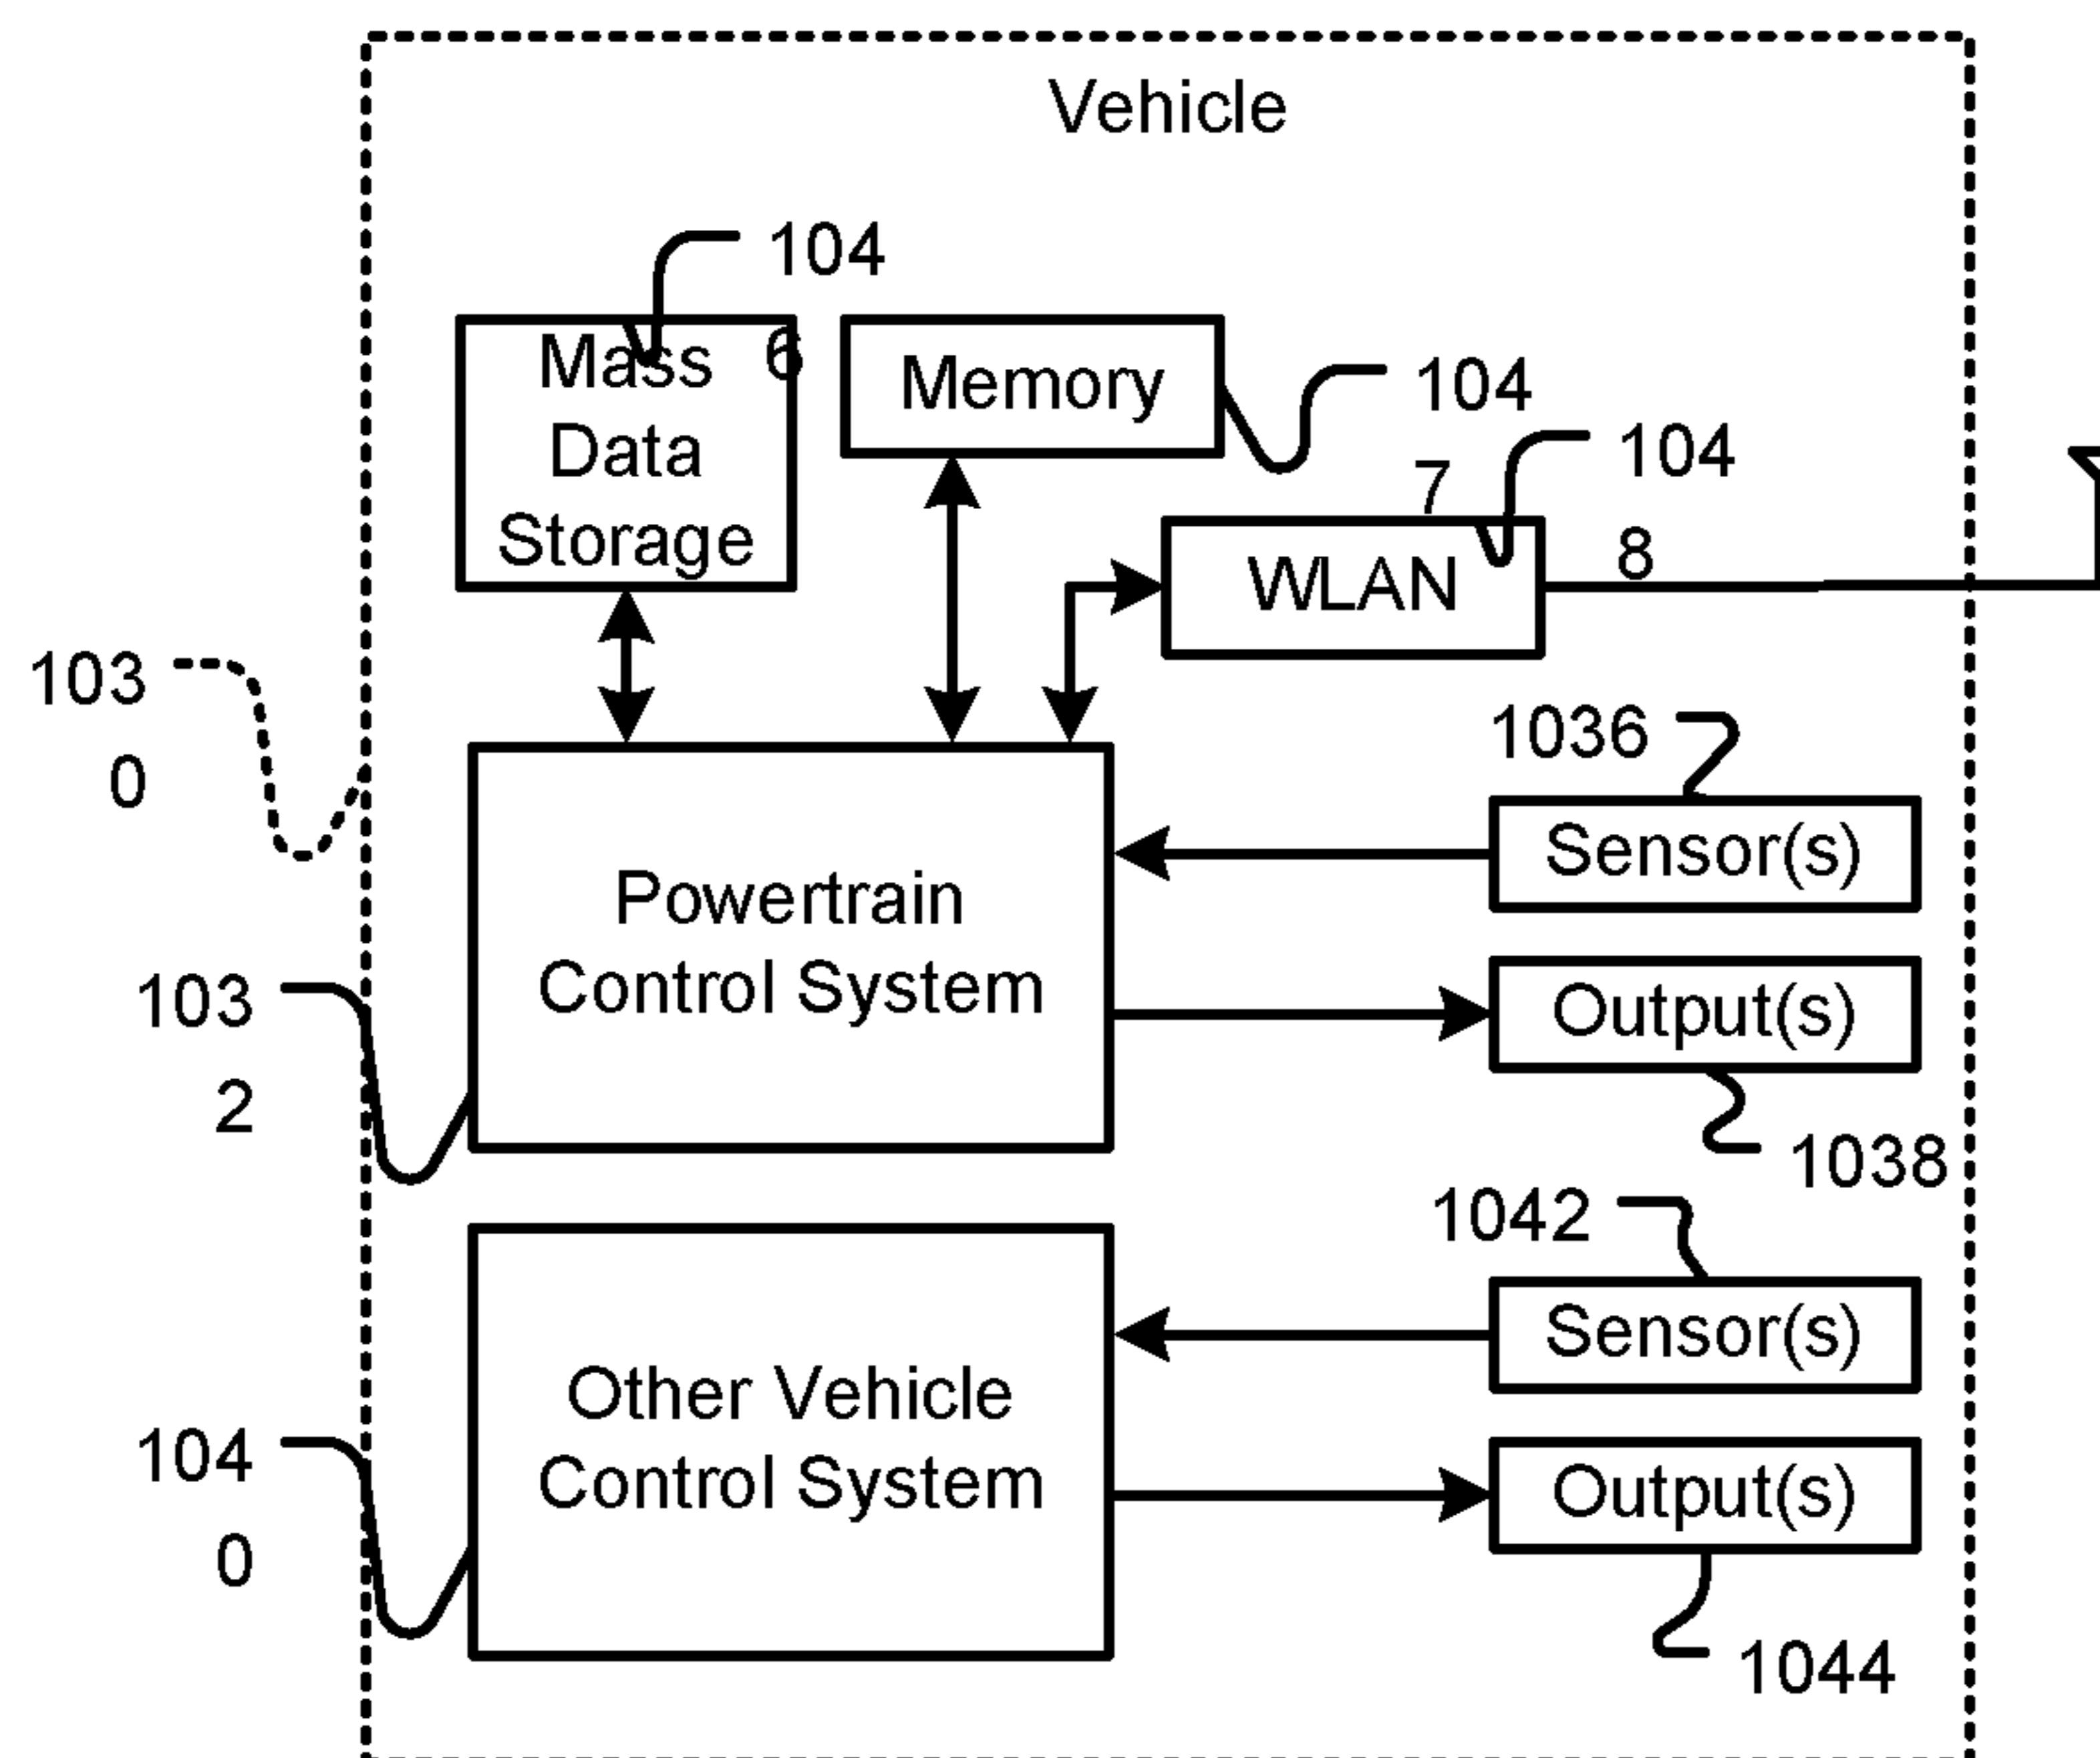 Vehicle
104
6
Mass
Data
Storage
Memory
104
7
104
8
WLAN
103
0
1036
Sensor(s)
Powertrain
Control System
Output(s)
1038
103
2
1042
Sensor(s)
Other Vehicle
Control System
Output(s)
1044
104
0